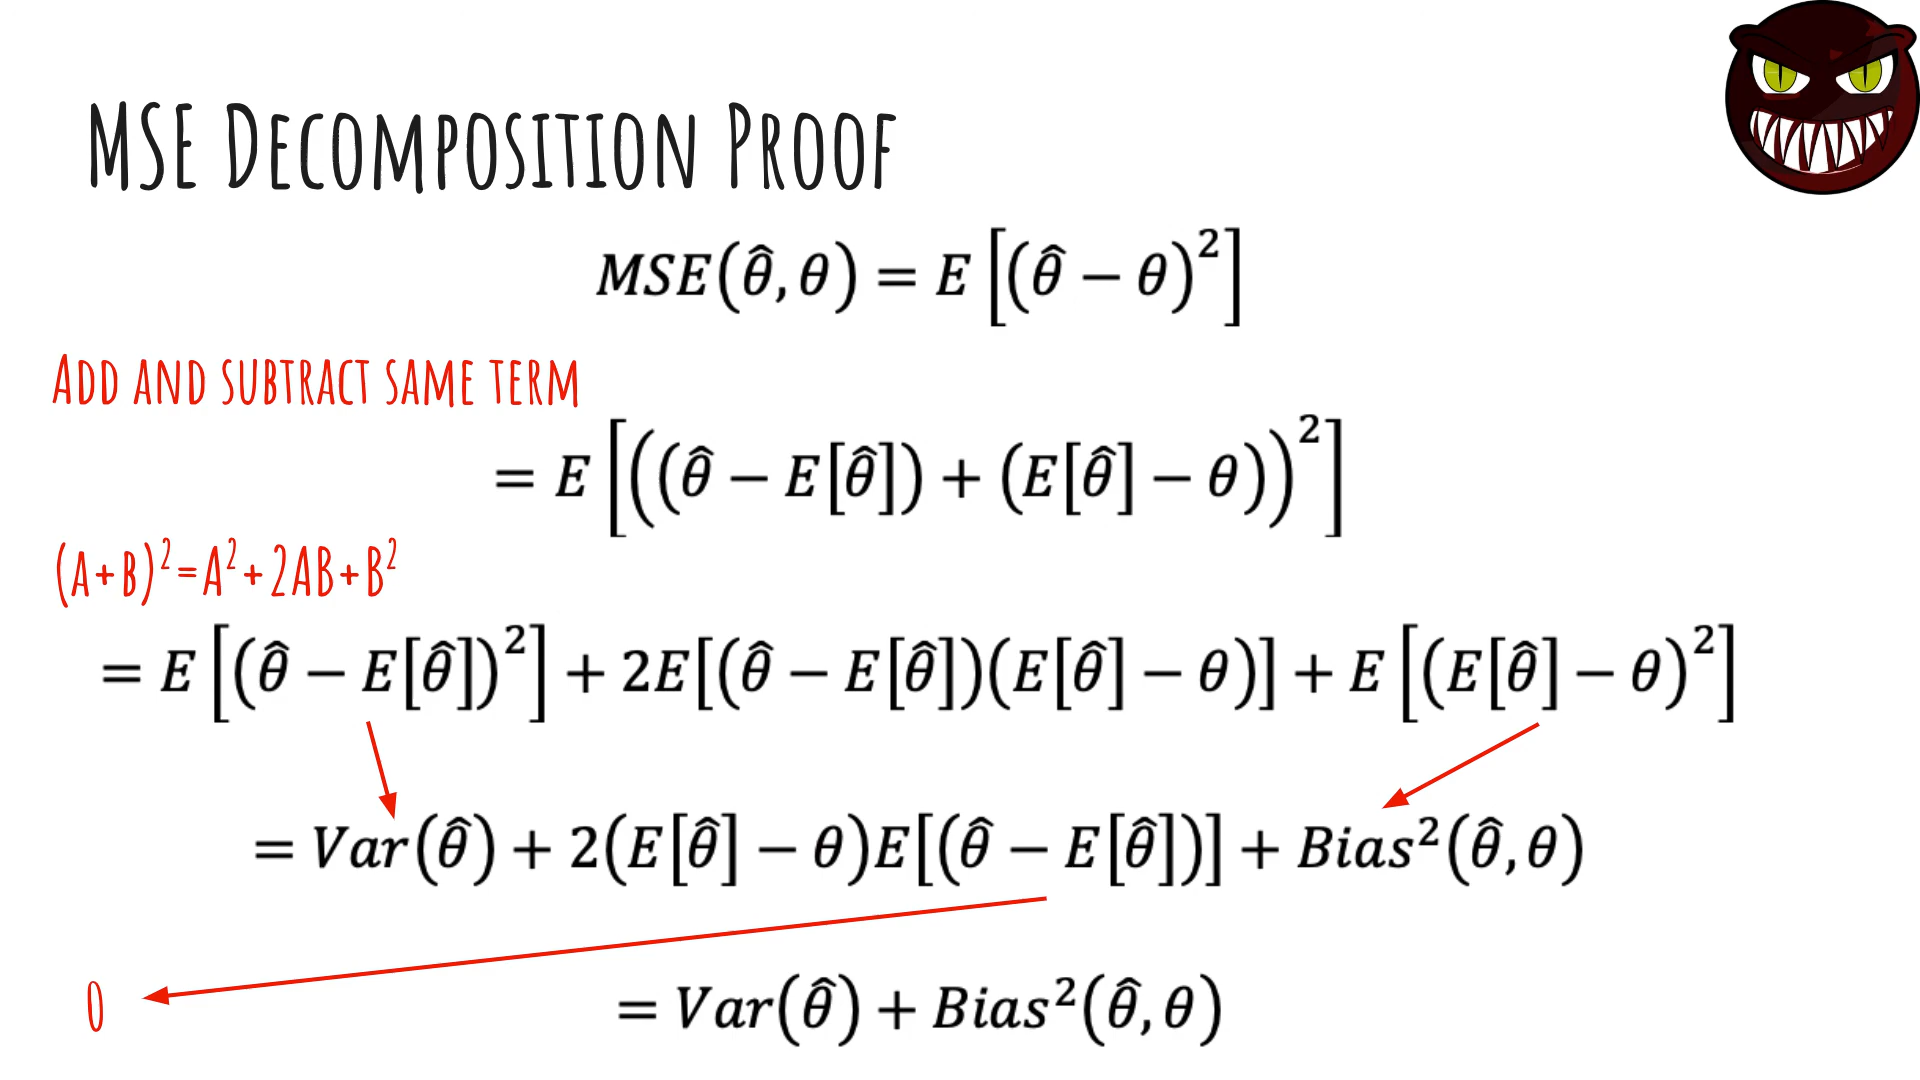 MSE Decomposition Proof
MSE(θ̂, θ) = E[(θ̂ − θ)²]
Add and subtract same term
= E[((θ̂ − E[θ̂]) + (E[θ̂] − θ))²]
(A+B)²=A²+2AB+B²
= E[(θ̂ − E[θ̂])²] + 2E[(θ̂ − E[θ̂])(E[θ̂] − θ)] + E[(E[θ̂] − θ)²]
= Var(θ̂) + 2(E[θ̂] − θ)E[(θ̂ − E[θ̂])] + Bias²(θ̂, θ)
0
= Var(θ̂) + Bias²(θ̂, θ)